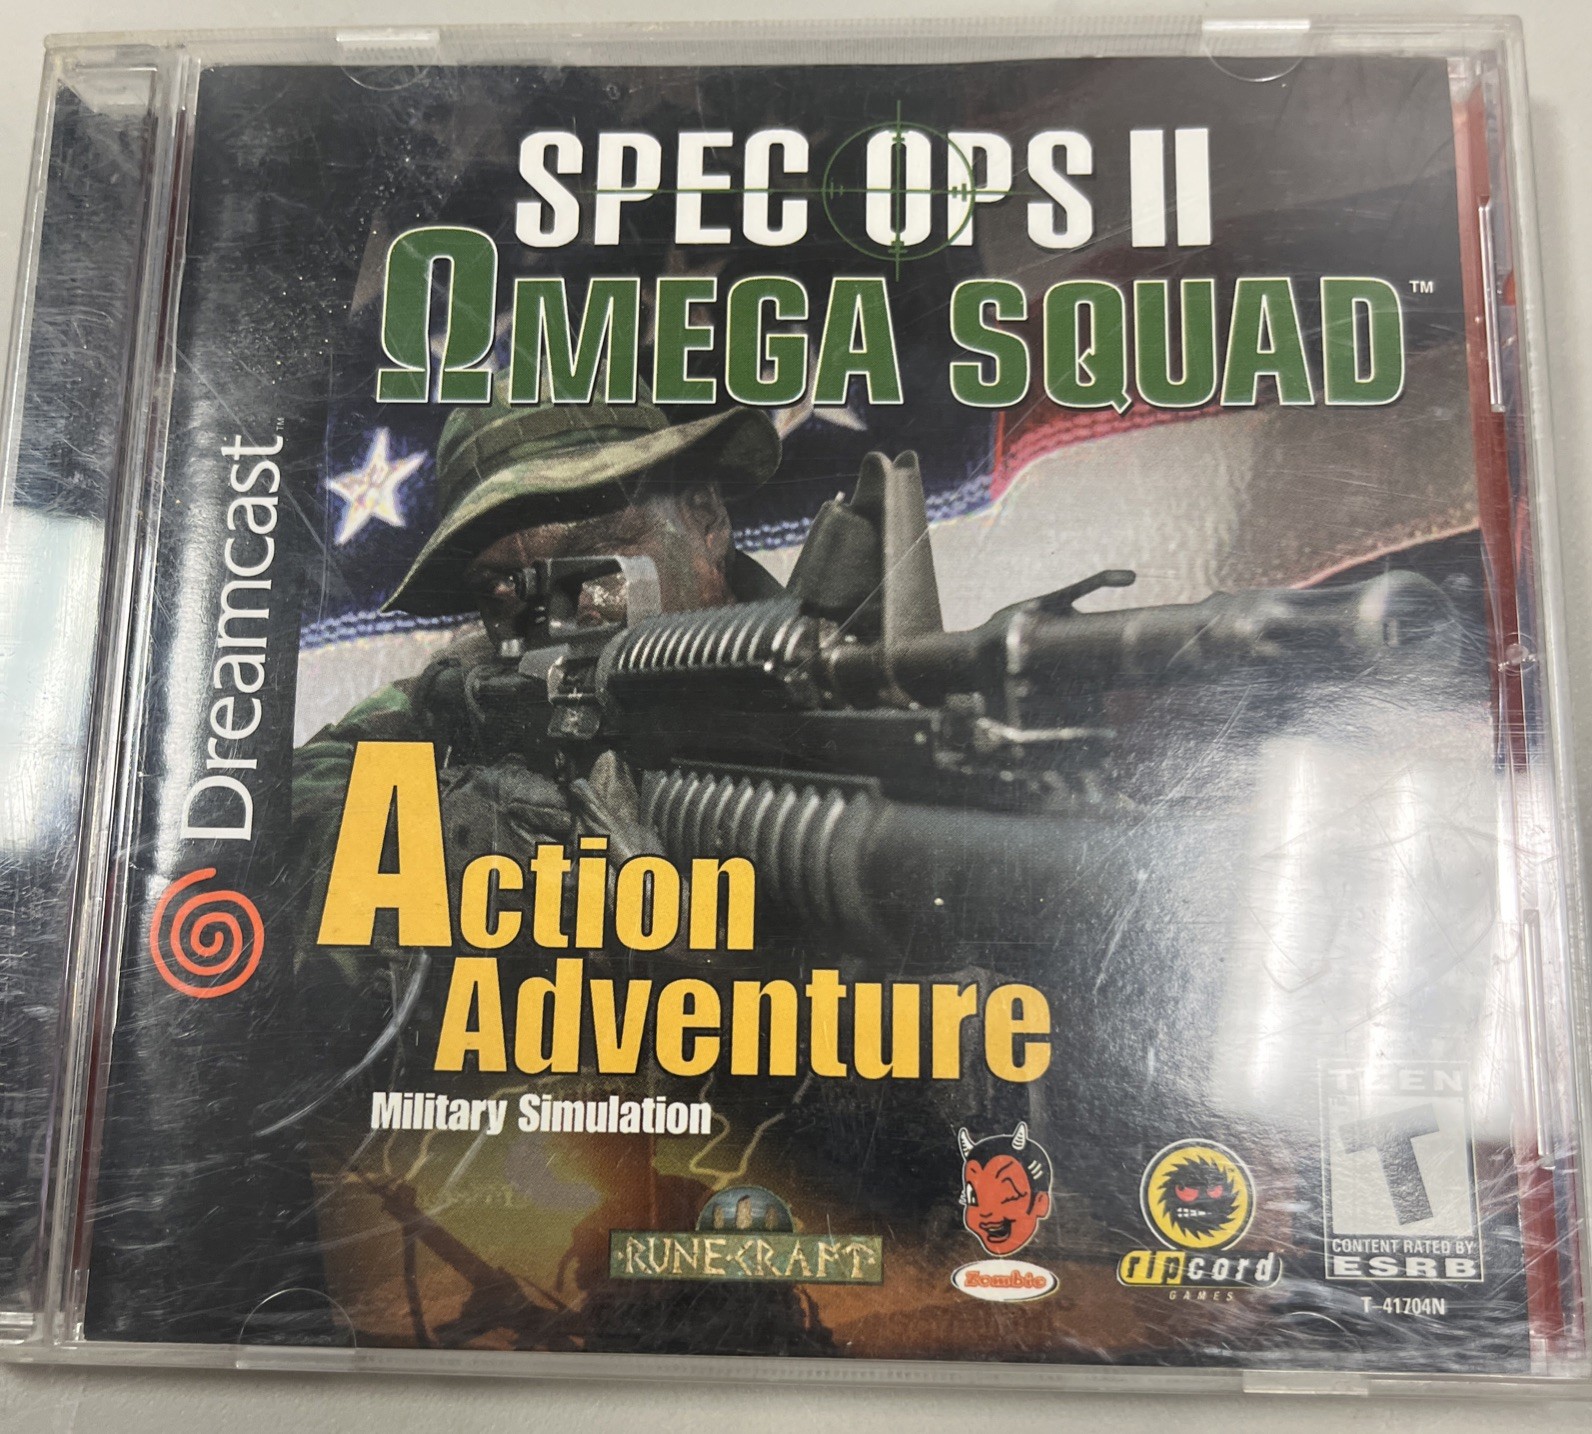 SPEC OPS II
ΩMEGA SQUAD™
Dreamcast™
Action
Adventure
Military Simulation
RUNECRAFT
Zombie
ripcord
GAMES
TEEN
T
CONTENT RATED BY
ESRB
T-41704N